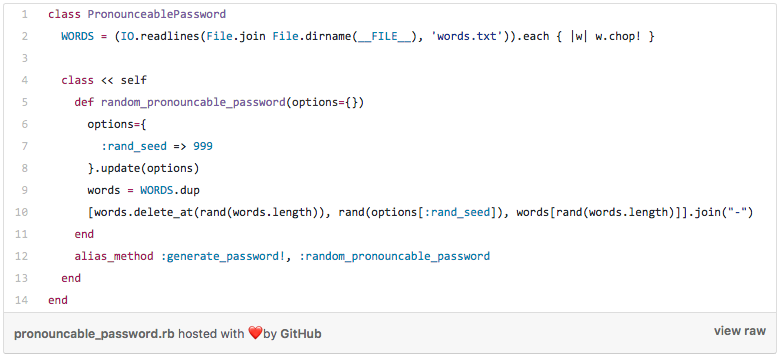 1 class PronounceablePassword
2   WORDS = (IO.readlines(File.join File.dirname(__FILE__), 'words.txt')).each { |w| w.chop! }
3
4   class << self
5     def random_pronouncable_password(options={})
6       options={
7         :rand_seed => 999
8       }.update(options)
9       words = WORDS.dup
10       [words.delete_at(rand(words.length)), rand(options[:rand_seed]), words[rand(words.length)]].join("-")
11     end
12     alias_method :generate_password!, :random_pronouncable_password
13   end
14 end
pronouncable_password.rb hosted with ❤ by GitHub view raw